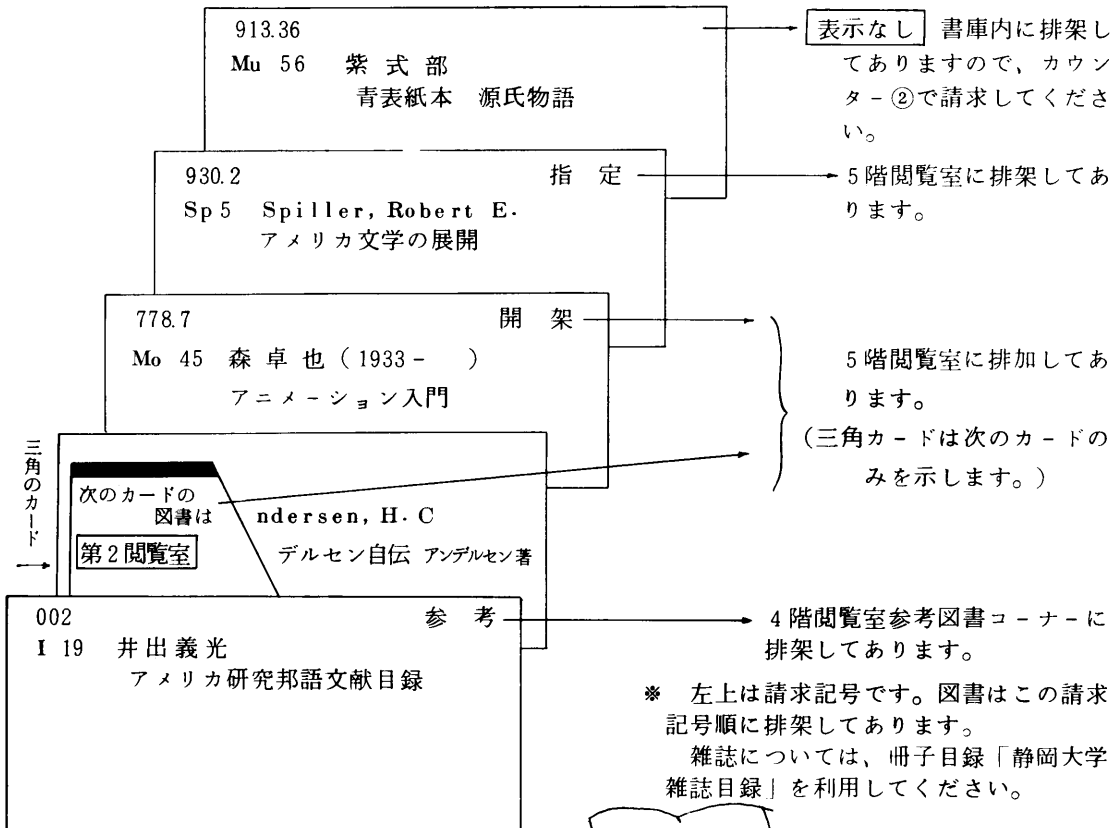 913.36
Mu 56 紫式部
青表紙本 源氏物語
表示なし 書庫内に排架し
てありますので、カウン
タ-②で請求してくださ
い。
930.2 指定
Sp 5 Spiller, Robert E.
アメリカ文学の展開
5階閲覧室に排架してあ
ります。
778.7 開架
Mo 45 森卓也(1933- )
アニメ-ション入門
5階閲覧室に排加してあ
ります。
(三角カ-ドは次のカードの
みを示します。)
三角のカード
次のカードの
図書は
第2閲覧室
ndersen, H. C
デルセン自伝 アンデルセン著
002 参考
I 19 井出義光
アメリカ研究邦語文献目録
4階閲覧室参考図書コ-ナ-に
排架してあります。
※ 左上は請求記号です。図書はこの請求
記号順に排架してあります。
雑誌については、冊子目録「静岡大学
雑誌目録」を利用してください。